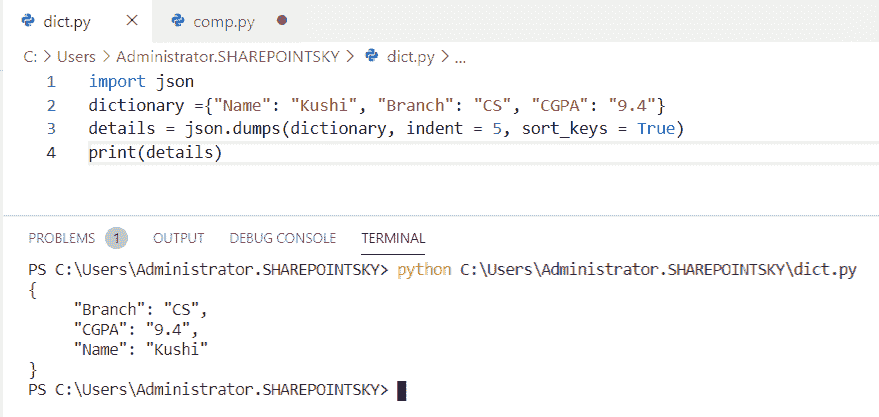 dict.py × comp.py
C: > Users > Administrator.SHAREPOINTSKY > dict.py > ...
1 import json
2 dictionary ={"Name": "Kushi", "Branch": "CS", "CGPA": "9.4"}
3 details = json.dumps(dictionary, indent = 5, sort_keys = True)
4 print(details)
PROBLEMS 1 OUTPUT DEBUG CONSOLE TERMINAL
PS C:\Users\Administrator.SHAREPOINTSKY> python C:\Users\Administrator.SHAREPOINTSKY\dict.py
{
     "Branch": "CS",
     "CGPA": "9.4",
     "Name": "Kushi"
}
PS C:\Users\Administrator.SHAREPOINTSKY>